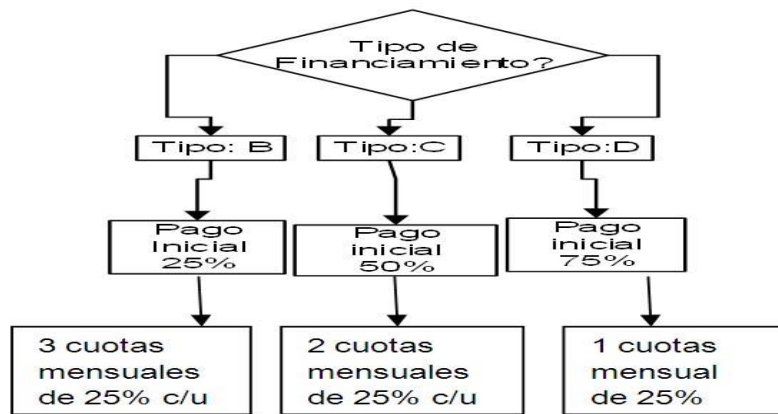 Tipo de
Financiamiento?
Tipo: B
Tipo:C
Tipo:D
Pago
Inicial
25%
Pago
inicial
50%
Pago
inicial
75%
3 cuotas
mensuales
de 25% c/u
2 cuotas
mensuales
de 25% c/u
1 cuotas
mensual
de 25%